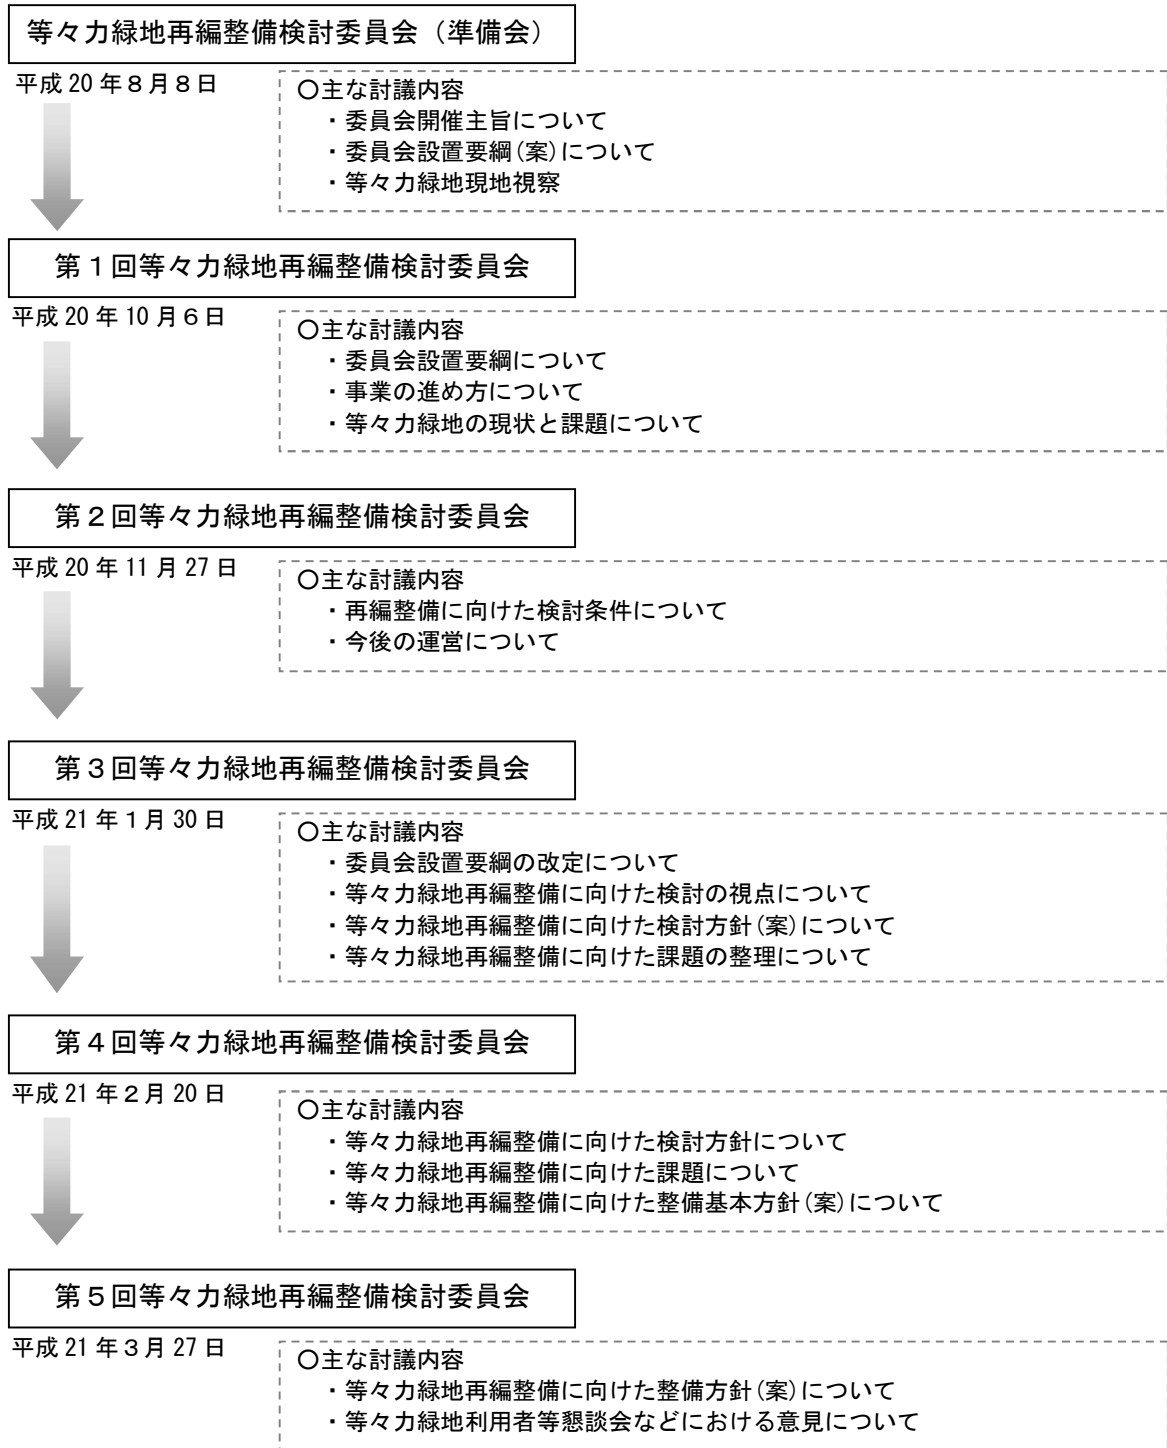 等々力緑地再編整備検討委員会（準備会）
平成 20 年８月８日
○主な討議内容
・委員会開催主旨について
・委員会設置要綱(案)について
・等々力緑地現地視察
第１回等々力緑地再編整備検討委員会
平成 20 年 10 月６日
○主な討議内容
・委員会設置要綱について
・事業の進め方について
・等々力緑地の現状と課題について
第２回等々力緑地再編整備検討委員会
平成 20 年 11 月 27 日
○主な討議内容
・再編整備に向けた検討条件について
・今後の運営について
第３回等々力緑地再編整備検討委員会
平成 21 年１月 30 日
○主な討議内容
・委員会設置要綱の改定について
・等々力緑地再編整備に向けた検討の視点について
・等々力緑地再編整備に向けた検討方針(案)について
・等々力緑地再編整備に向けた課題の整理について
第４回等々力緑地再編整備検討委員会
平成 21 年２月 20 日
○主な討議内容
・等々力緑地再編整備に向けた検討方針について
・等々力緑地再編整備に向けた課題について
・等々力緑地再編整備に向けた整備基本方針(案)について
第５回等々力緑地再編整備検討委員会
平成 21 年３月 27 日
○主な討議内容
・等々力緑地再編整備に向けた整備方針(案)について
・等々力緑地利用者等懇談会などにおける意見について